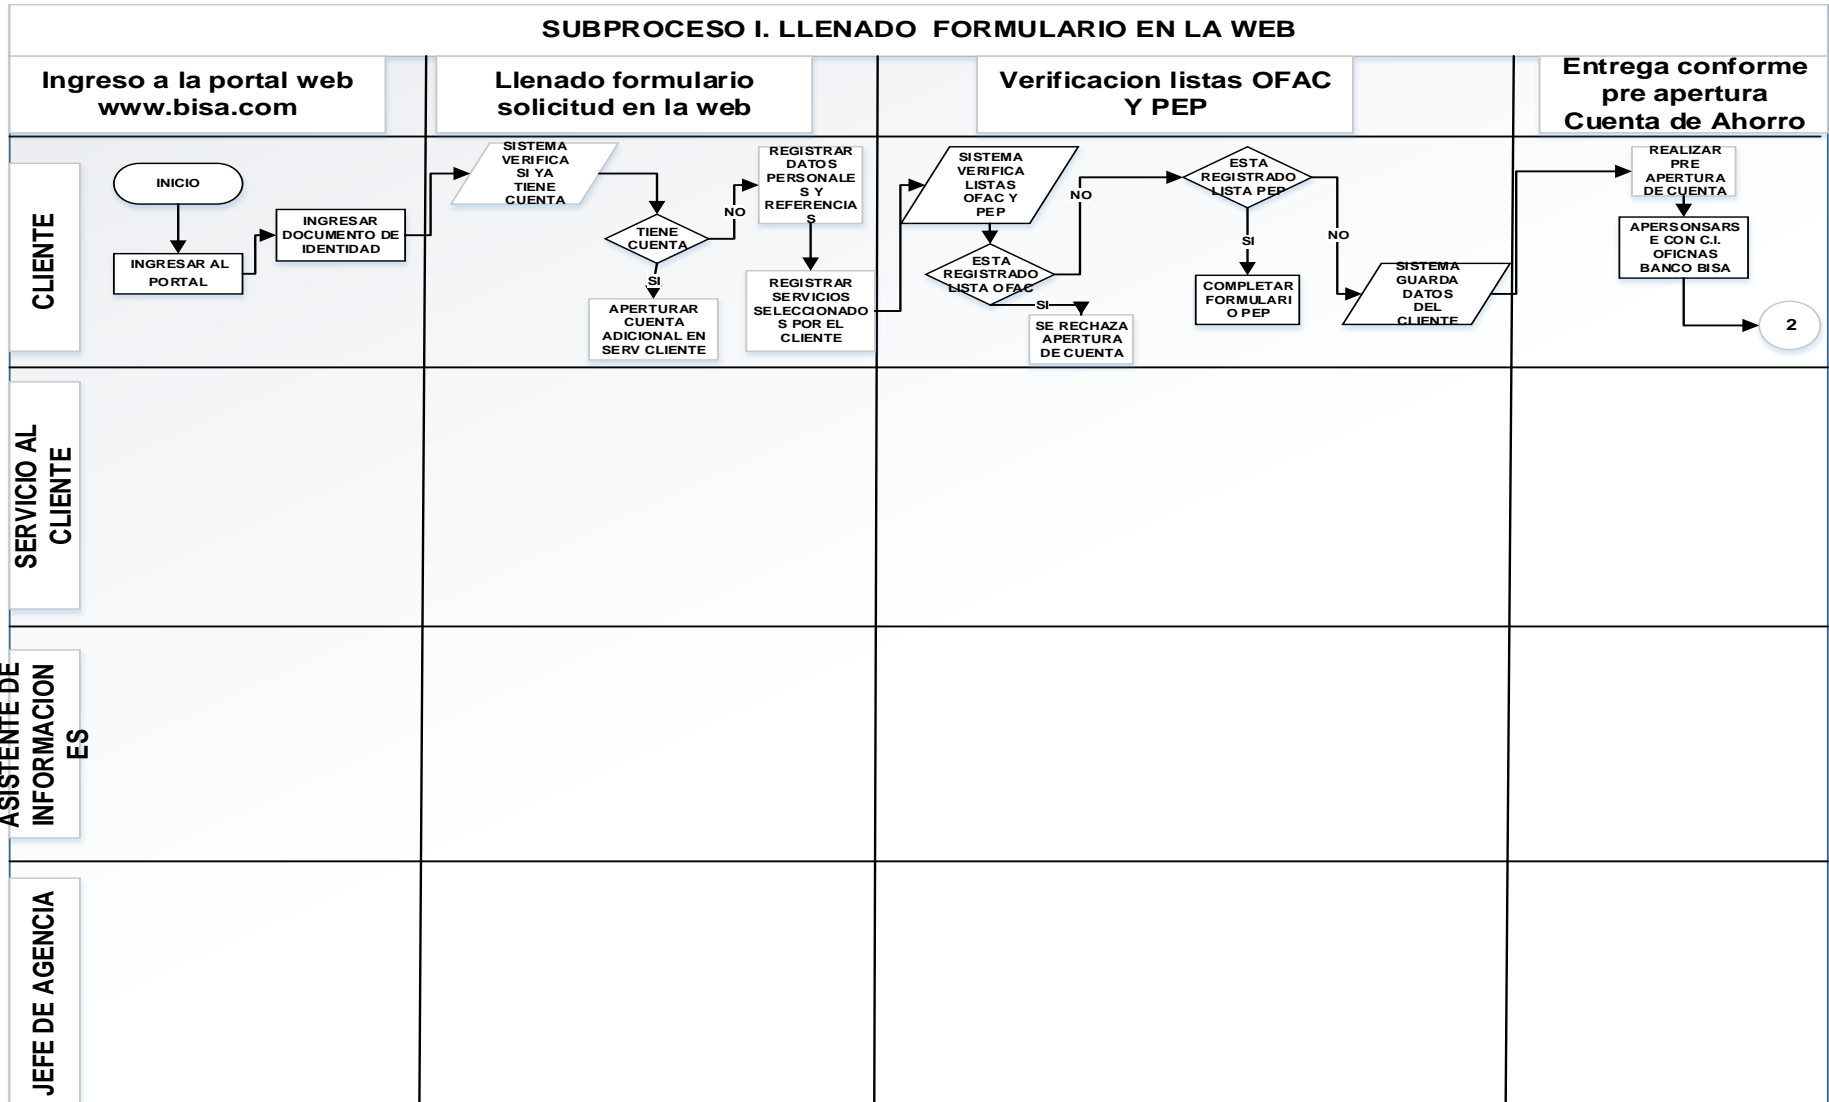 SUBPROCESO I. LLENADO FORMULARIO EN LA WEB
Ingreso a la portal web
www.bisa.com
Llenado formulario
solicitud en la web
Verificacion listas OFAC
Y PEP
Entrega conforme
pre apertura
Cuenta de Ahorro
CLIENTE
INICIO
INGRESAR AL
PORTAL
INGRESAR
DOCUMENTO DE
IDENTIDAD
SISTEMA
VERIFICA
SI YA
TIENE
CUENTA
TIENE
CUENTA
NO
SI
APERTURAR
CUENTA
ADICIONAL EN
SERV CLIENTE
REGISTRAR
DATOS
PERSONALE
S Y
REFERENCIA
S
REGISTRAR
SERVICIOS
SELECCIONADO
S POR EL
CLIENTE
SISTEMA
VERIFICA
LISTAS
OFAC Y
PEP
ESTA
REGISTRADO
LISTA OFAC
NO
SI
SE RECHAZA
APERTURA
DE CUENTA
ESTA
REGISTRADO
LISTA PEP
SI
NO
COMPLETAR
FORMULARI
O PEP
SISTEMA
GUARDA
DATOS
DEL
CLIENTE
REALIZAR
PRE
APERTURA
DE CUENTA
APERSONSARS
E CON C.I.
OFICNAS
BANCO BISA
2
SERVICIO AL
CLIENTE
ASISTENTE DE
INFORMACION
ES
JEFE DE AGENCIA